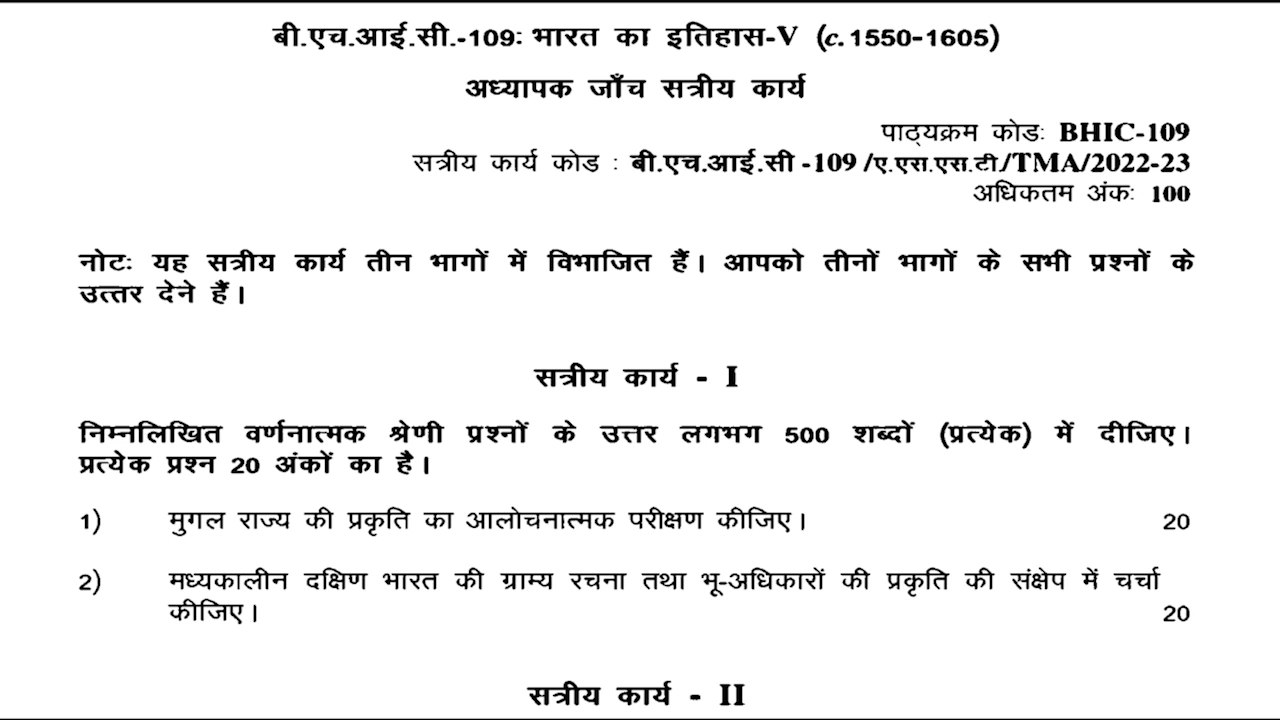 बी.एच.आई.सी.-109: भारत का इतिहास-V (c. 1550-1605)
अध्यापक जाँच सत्रीय कार्य
पाठ्यक्रम कोड: BHIC-109
सत्रीय कार्य कोड : बी.एच.आई.सी -109 /ए.एस.एस.टी./TMA/2022-23
अधिकतम अंक: 100
नोट: यह सत्रीय कार्य तीन भागों में विभाजित हैं। आपको तीनों भागों के सभी प्रश्नों के
उत्तर देने हैं।
सत्रीय कार्य - I
निम्नलिखित वर्णनात्मक श्रेणी प्रश्नों के उत्तर लगभग 500 शब्दों (प्रत्येक) में दीजिए।
प्रत्येक प्रश्न 20 अंकों का है।
1) मुगल राज्य की प्रकृति का आलोचनात्मक परीक्षण कीजिए। 20
2) मध्यकालीन दक्षिण भारत की ग्राम्य रचना तथा भू-अधिकारों की प्रकृति की संक्षेप में चर्चा
कीजिए। 20
सत्रीय कार्य - II